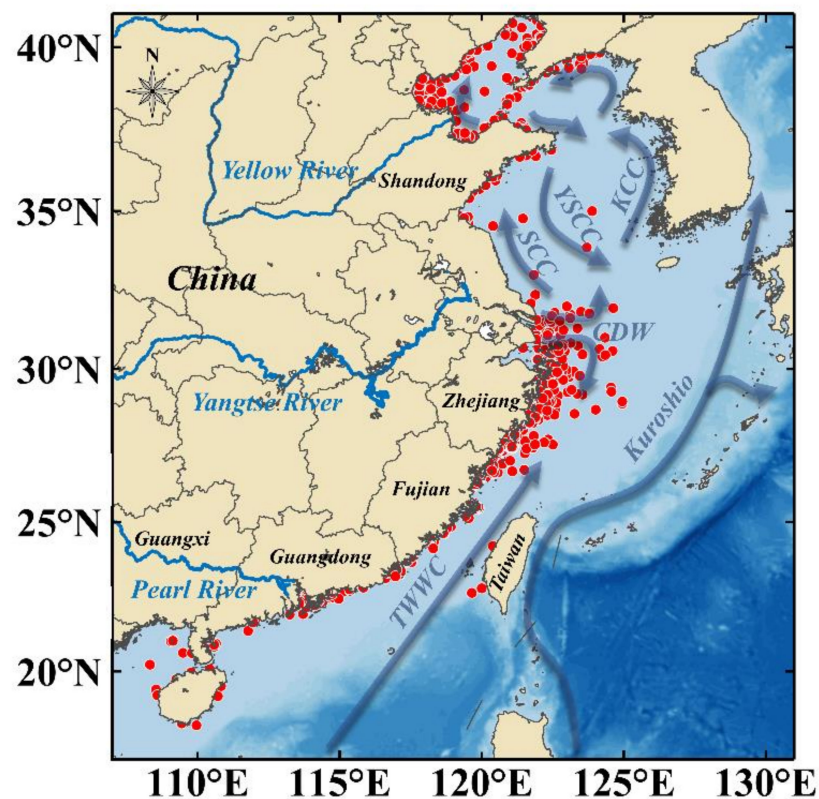 40°N
N
Yellow River
Shandong
KCC
YSCC
35°N
SCC
China
CDW
30°N
Yangtse River
Zhejiang
Kuroshio
Fujian
25°N
Guangxi
Guangdong
Taiwan
Pearl River
TWWC
20°N
110°E 115°E 120°E 125°E 130°E